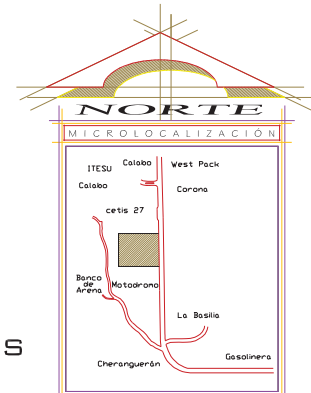 NORTE
MICROLOCALIZACIÓN
ITESU
Calabo
West Pack
Calabo
Corona
cetis 27
Banco
de
Arena
Motodromo
La Basilia
S
Gasolinera
Cheranguerán